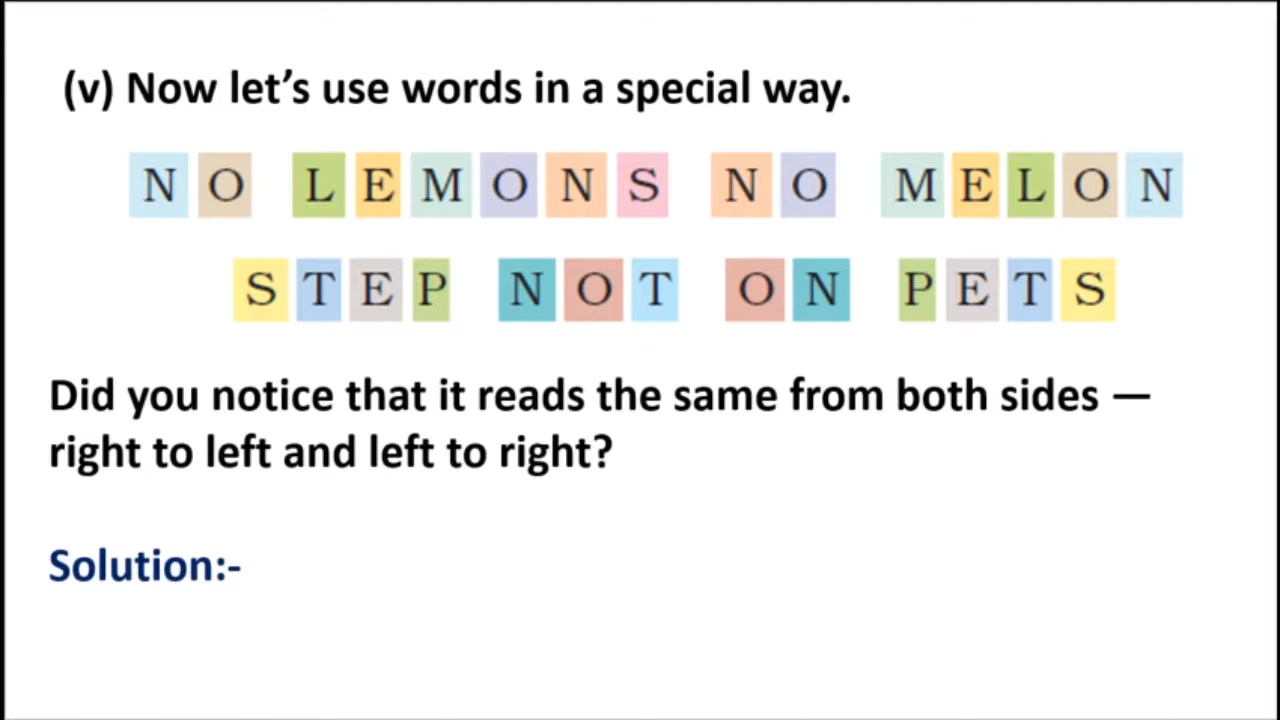 (v) Now let’s use words in a special way.
NO LEMONS NO MELON
STEP NOT ON PETS
Did you notice that it reads the same from both sides —
right to left and left to right?
Solution:-